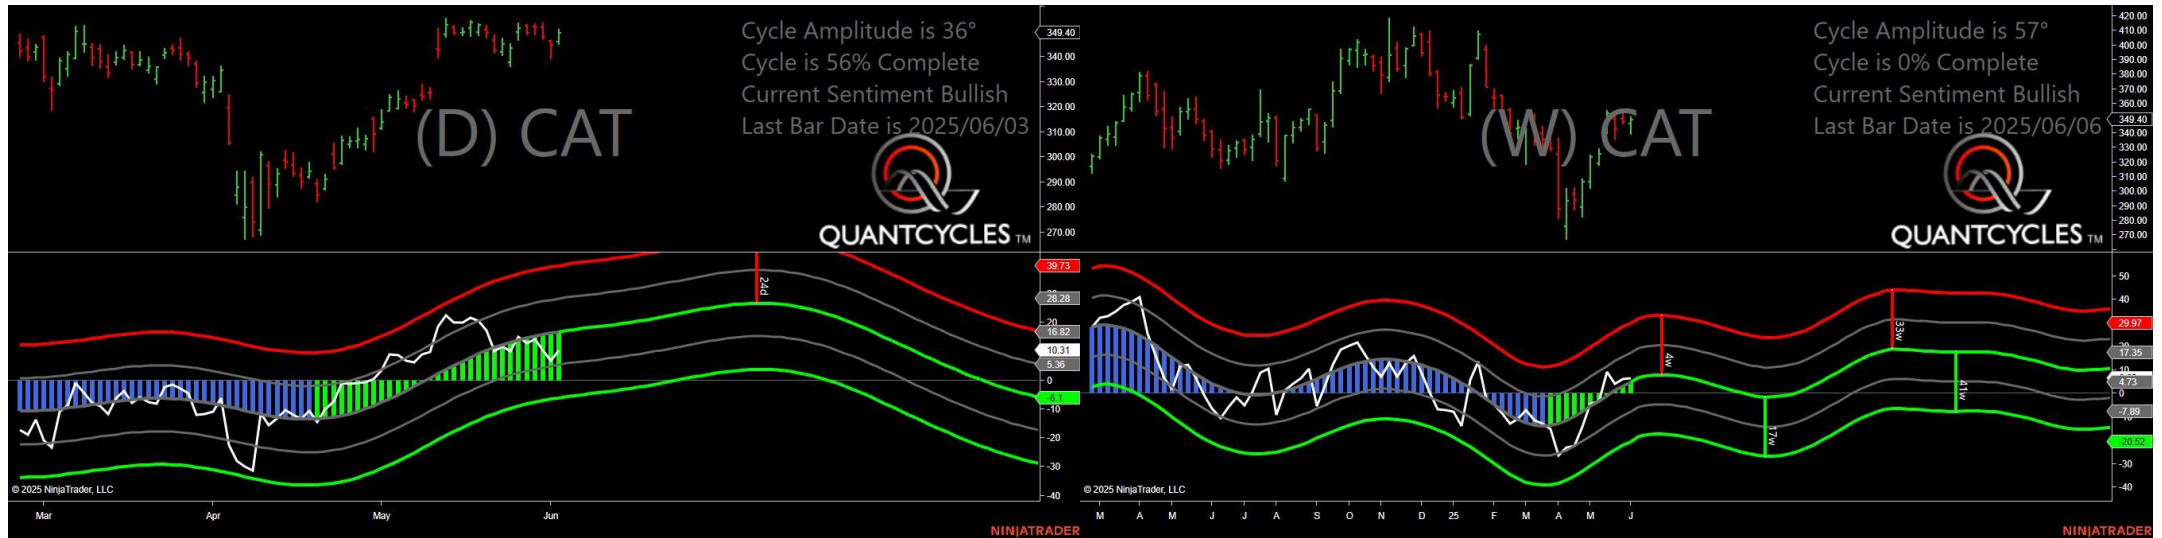 Cycle Amplitude is 36°
Cycle is 56% Complete
Current Sentiment Bullish
Last Bar Date is 2025/06/03
(D) CAT
QUANTCYCLES TM
349.40
340.00
330.00
320.00
310.00
300.00
290.00
280.00
270.00
24d
39.73
28.28
20
16.82
10.31
5.36
0
-6.1
-10
-20
-30
-40
© 2025 NinjaTrader, LLC
Mar Apr May Jun
NINJATRADER
Cycle Amplitude is 57°
Cycle is 0% Complete
Current Sentiment Bullish
Last Bar Date is 2025/06/06
(W) CAT
QUANTCYCLES TM
420.00
410.00
400.00
390.00
380.00
370.00
360.00
349.40
340.00
330.00
320.00
310.00
300.00
290.00
280.00
270.00
4w
17w
33w
41w
50
40
29.97
20
17.35
10
4.73
0
-7.89
-20.52
-30
-40
© 2025 NinjaTrader, LLC
M A M J J A S O N D 25 F M A M J
NINJATRADER